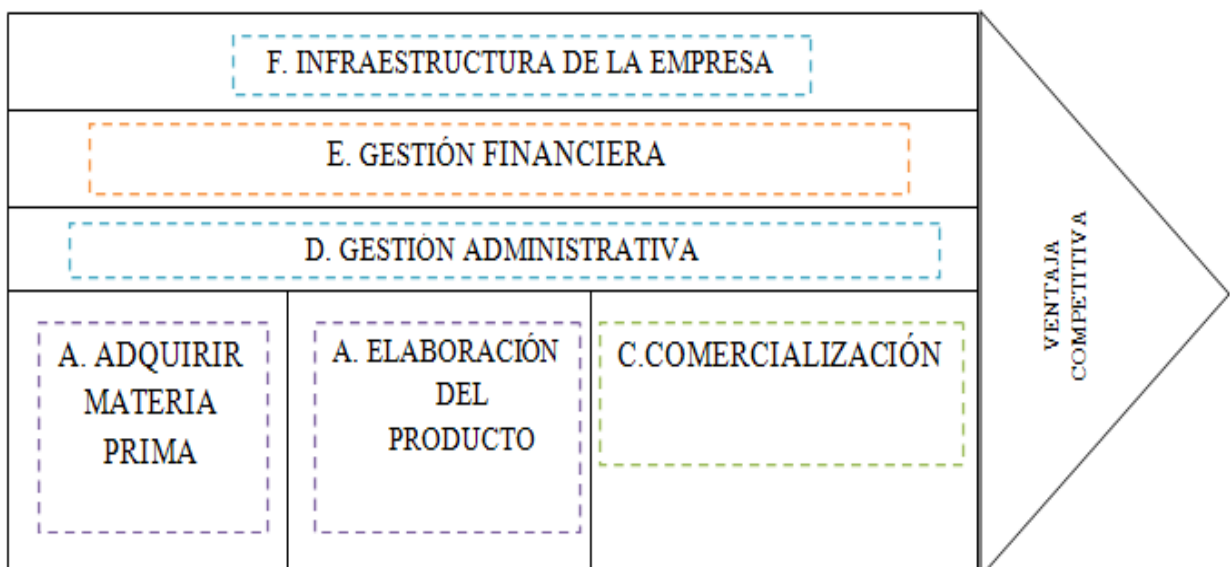 F. INFRAESTRUCTURA DE LA EMPRESA
E. GESTIÓN FINANCIERA
D. GESTIÓN ADMINISTRATIVA
A. ADQUIRIR
MATERIA
PRIMA
A. ELABORACIÓN
DEL
PRODUCTO
C.COMERCIALIZACIÓN
VENTAJA
COMPETITIVA